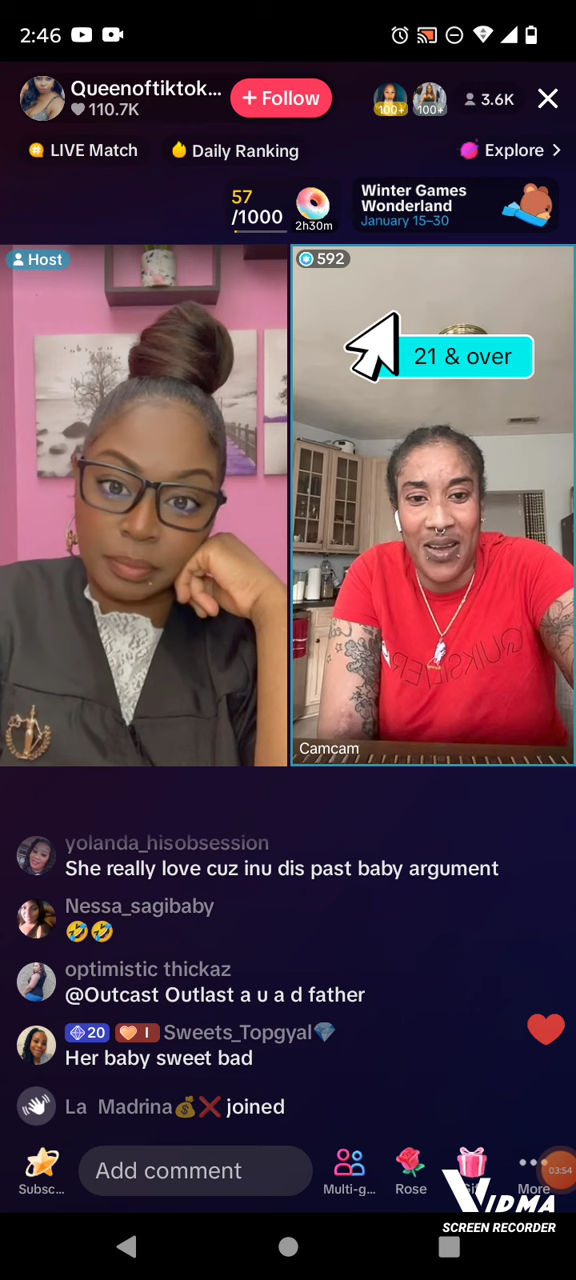 2:46
Queenoftiktok...
110.7K
+ Follow
100+
100+
3.6K
LIVE Match
Daily Ranking
Explore >
57
/1000
2h30m
Winter Games
Wonderland
January 15–30
Host
592
21 & over
QUIKSILVER
Camcam
yolanda_hisobsession
She really love cuz inu dis past baby argument
Nessa_sagibaby
🤣🤣
optimistic thickaz
@Outcast Outlast a u a d father
20 I Sweets_Topgyal💎
Her baby sweet bad
La Madrina💰❌ joined
Add comment
Subsc...
Multi-g...
Rose
More
03:54
VIDMA
SCREEN RECORDER